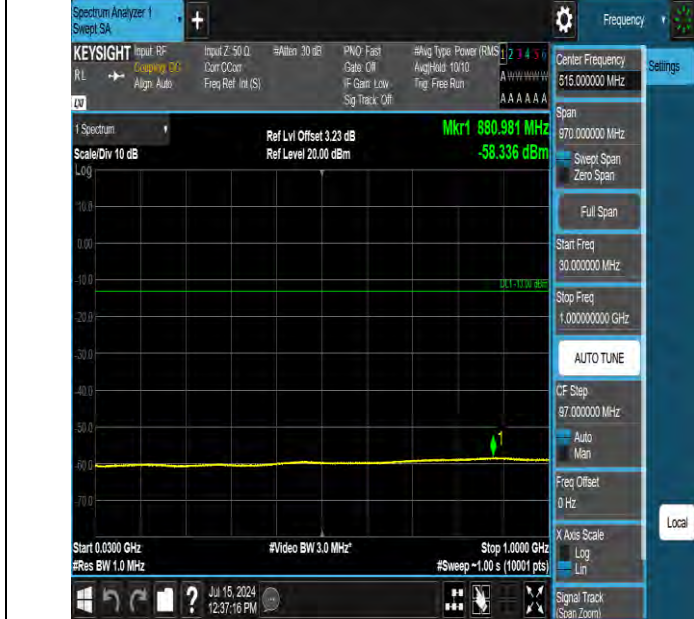 Spectrum Analyzer 1
Swept SA
+
Frequency
KEYSIGHT Input: RF
RL
Coupling: DC
Align: Auto
Input Z: 50 Ω
Corr CCorr
Freq Ref: Int (S)
#Atten: 30 dB
PNO: Fast
Gate: Off
IF Gain: Low
Sig Track: Off
#Avg Type: Power (RMS
Avg|Hold: 10/10
Trig: Free Run
1 2 3 4 5 6
A W W W W W
A A A A A A
LXI
1 Spectrum
Scale/Div 10 dB
Log
Ref Lvl Offset 3.23 dB
Ref Level 20.00 dBm
Mkr1 880.981 MHz
-58.336 dBm
10.0
0.00
-10.0
-20.0
-30.0
-40.0
-50.0
-60.0
-70.0
DL1 -13.00 dBm
1
Start 0.0300 GHz
#Res BW 1.0 MHz
#Video BW 3.0 MHz*
Stop 1.0000 GHz
#Sweep ~1.00 s (10001 pts)
Jul 15, 2024
12:37:16 PM
?
Center Frequency
515.000000 MHz
Settings
Span
970.000000 MHz
Swept Span
Zero Span
Full Span
Start Freq
30.000000 MHz
Stop Freq
1.000000000 GHz
AUTO TUNE
CF Step
97.000000 MHz
Auto
Man
Freq Offset
0 Hz
X Axis Scale
Log
Lin
Local
Signal Track
(Span Zoom)